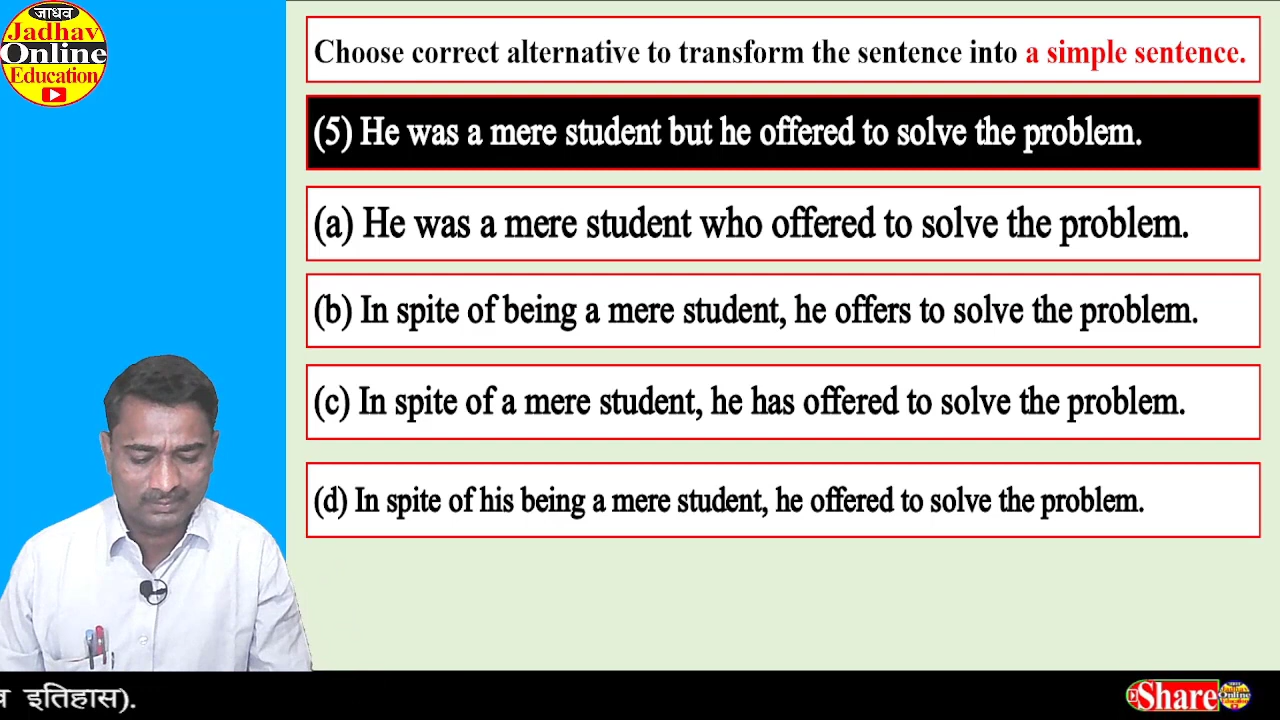 जाधव
Jadhav
Online
Education
Choose correct alternative to transform the sentence into a simple sentence.
(5) He was a mere student but he offered to solve the problem.
(a) He was a mere student who offered to solve the problem.
(b) In spite of being a mere student, he offers to solve the problem.
(c) In spite of a mere student, he has offered to solve the problem.
(d) In spite of his being a mere student, he offered to solve the problem.
इतिहास).
Share
Jadhav
Online
Education